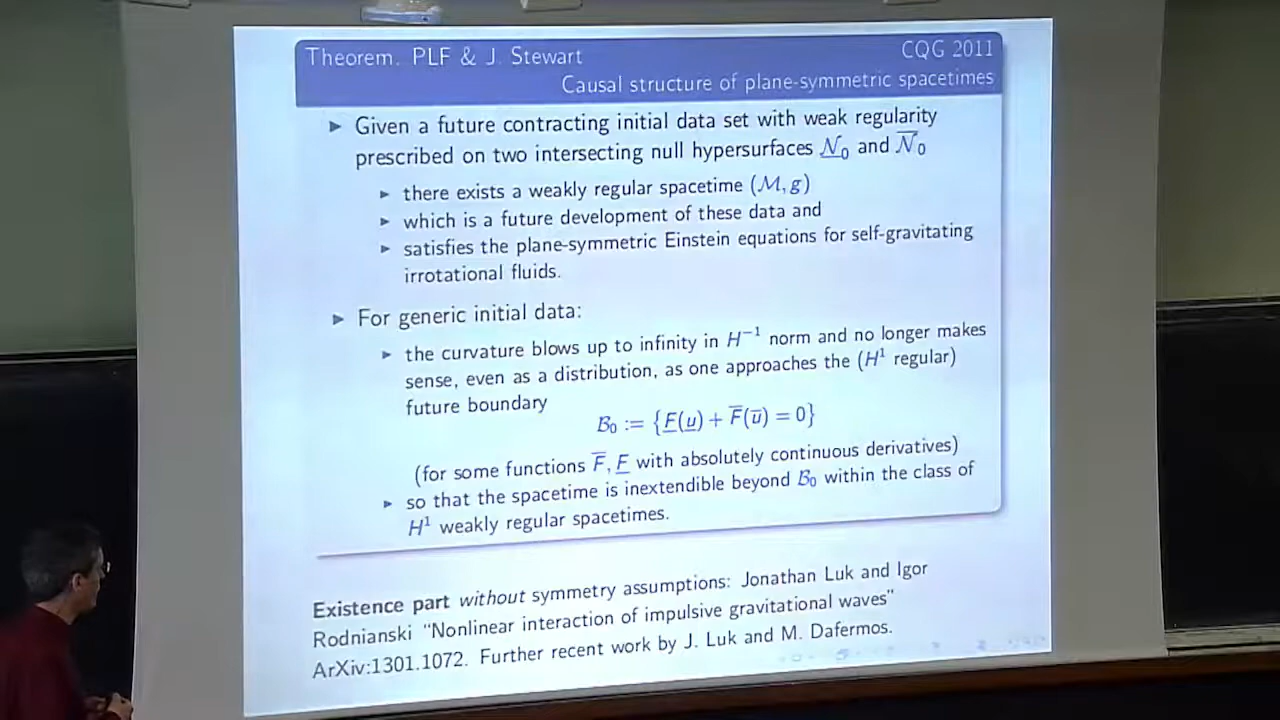 Theorem. PLF & J. Stewart CQG 2011
Causal structure of plane-symmetric spacetimes
▶ Given a future contracting initial data set with weak regularity
prescribed on two intersecting null hypersurfaces N̲₀ and N̅₀
▶ there exists a weakly regular spacetime (M, g)
▶ which is a future development of these data and
▶ satisfies the plane-symmetric Einstein equations for self-gravitating
irrotational fluids.
▶ For generic initial data:
▶ the curvature blows up to infinity in H⁻¹ norm and no longer makes
sense, even as a distribution, as one approaches the (H¹ regular)
future boundary
B₀ := {F̲(u̲) + F̅(u̅) = 0}
(for some functions F̅, F̲ with absolutely continuous derivatives)
▶ so that the spacetime is inextendible beyond B₀ within the class of
H¹ weakly regular spacetimes.
Existence part without symmetry assumptions: Jonathan Luk and Igor
Rodnianski "Nonlinear interaction of impulsive gravitational waves"
ArXiv:1301.1072. Further recent work by J. Luk and M. Dafermos.